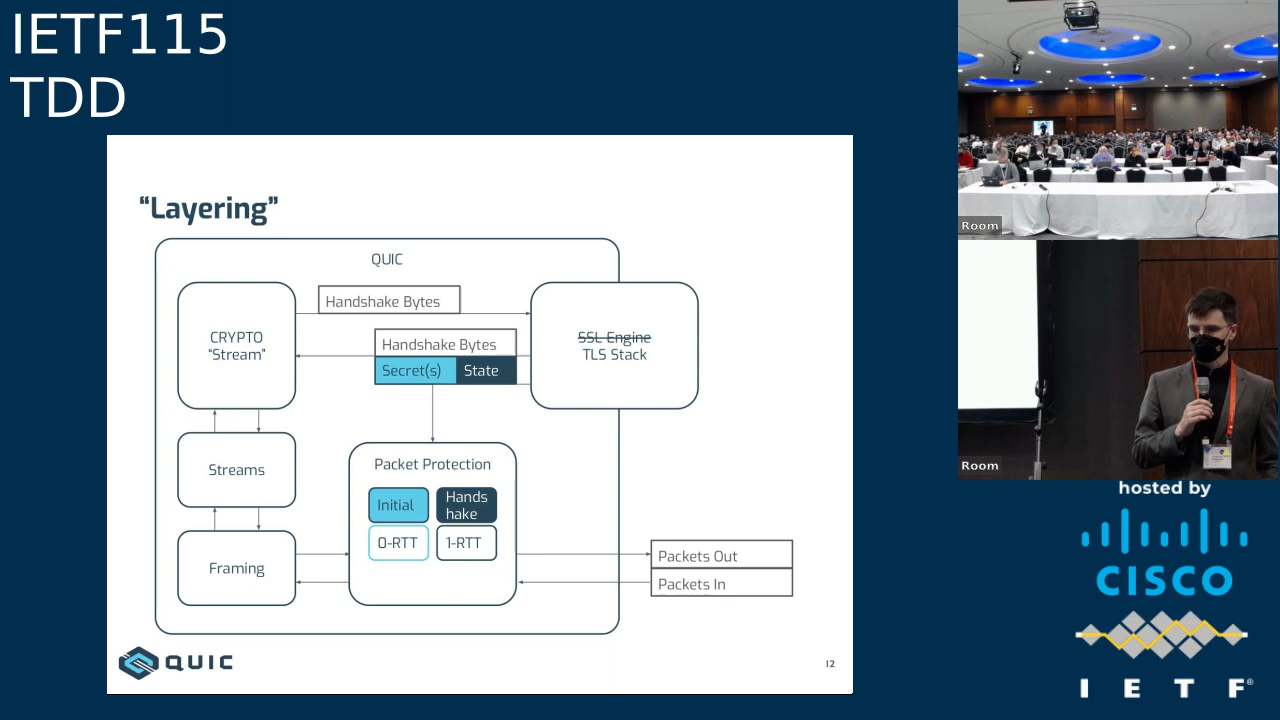 IETF115
TDD
“Layering”
QUIC
Handshake Bytes
CRYPTO
"Stream"
Handshake Bytes
Secret(s)
State
SSL Engine
TLS Stack
Streams
Packet Protection
Initial
Hands
hake
0-RTT
1-RTT
Framing
Packets Out
Packets In
QUIC
12
Room
Room
hosted by
CISCO
IETF®